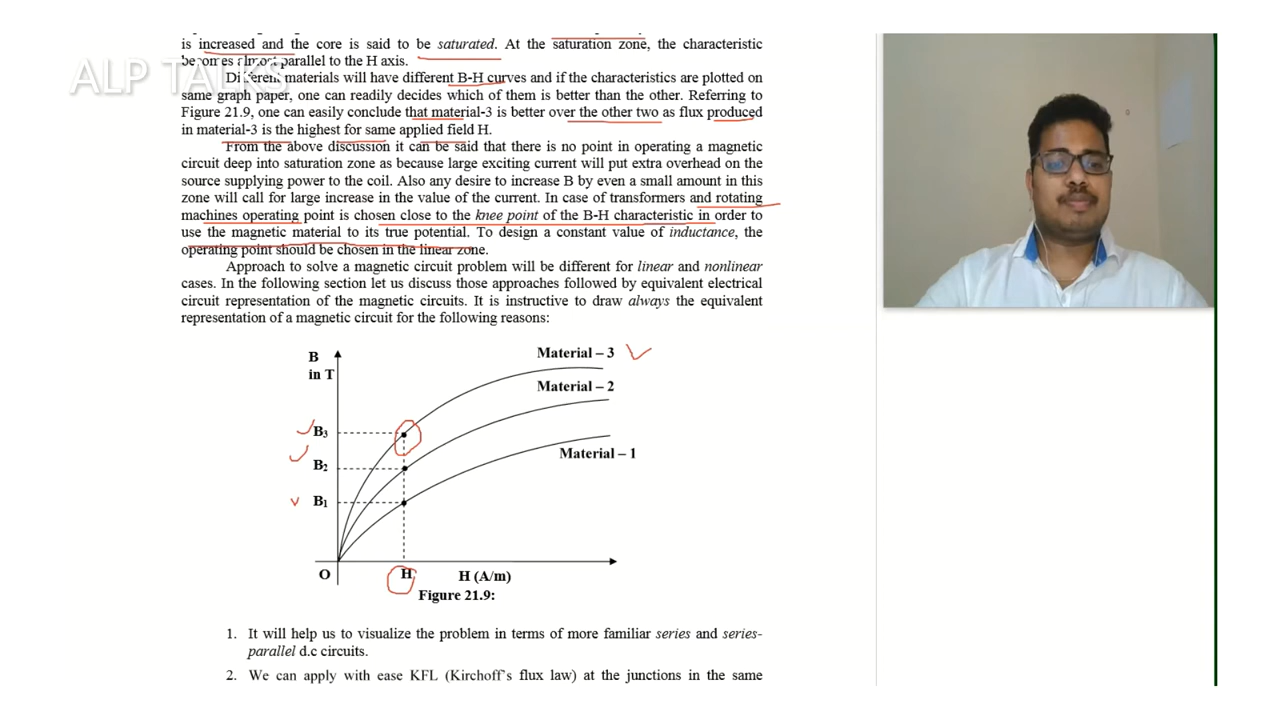 is increased and the core is said to be saturated. At the saturation zone, the characteristic
becomes almost parallel to the H axis.
ALP TALKS
Different materials will have different B-H curves and if the characteristics are plotted on
same graph paper, one can readily decides which of them is better than the other. Referring to
Figure 21.9, one can easily conclude that material-3 is better over the other two as flux produced
in material-3 is the highest for same applied field H.
From the above discussion it can be said that there is no point in operating a magnetic
circuit deep into saturation zone as because large exciting current will put extra overhead on the
source supplying power to the coil. Also any desire to increase B by even a small amount in this
zone will call for large increase in the value of the current. In case of transformers and rotating
machines operating point is chosen close to the knee point of the B-H characteristic in order to
use the magnetic material to its true potential. To design a constant value of inductance, the
operating point should be chosen in the linear zone.
Approach to solve a magnetic circuit problem will be different for linear and nonlinear
cases. In the following section let us discuss those approaches followed by equivalent electrical
circuit representation of the magnetic circuits. It is instructive to draw always the equivalent
representation of a magnetic circuit for the following reasons:
B
in T
Material – 3
Material – 2
Material – 1
B3
B2
B1
O
H
H (A/m)
Figure 21.9:
1. It will help us to visualize the problem in terms of more familiar series and series-
parallel d.c circuits.
2. We can apply with ease KFL (Kirchoff's flux law) at the junctions in the same